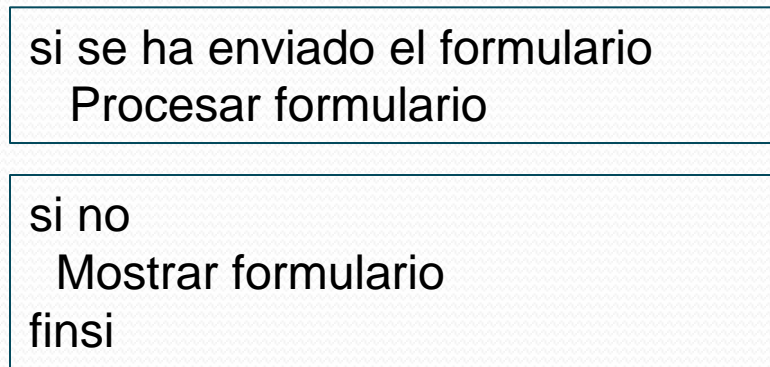 si se ha enviado el formulario
Procesar formulario
si no
Mostrar formulario
finsi